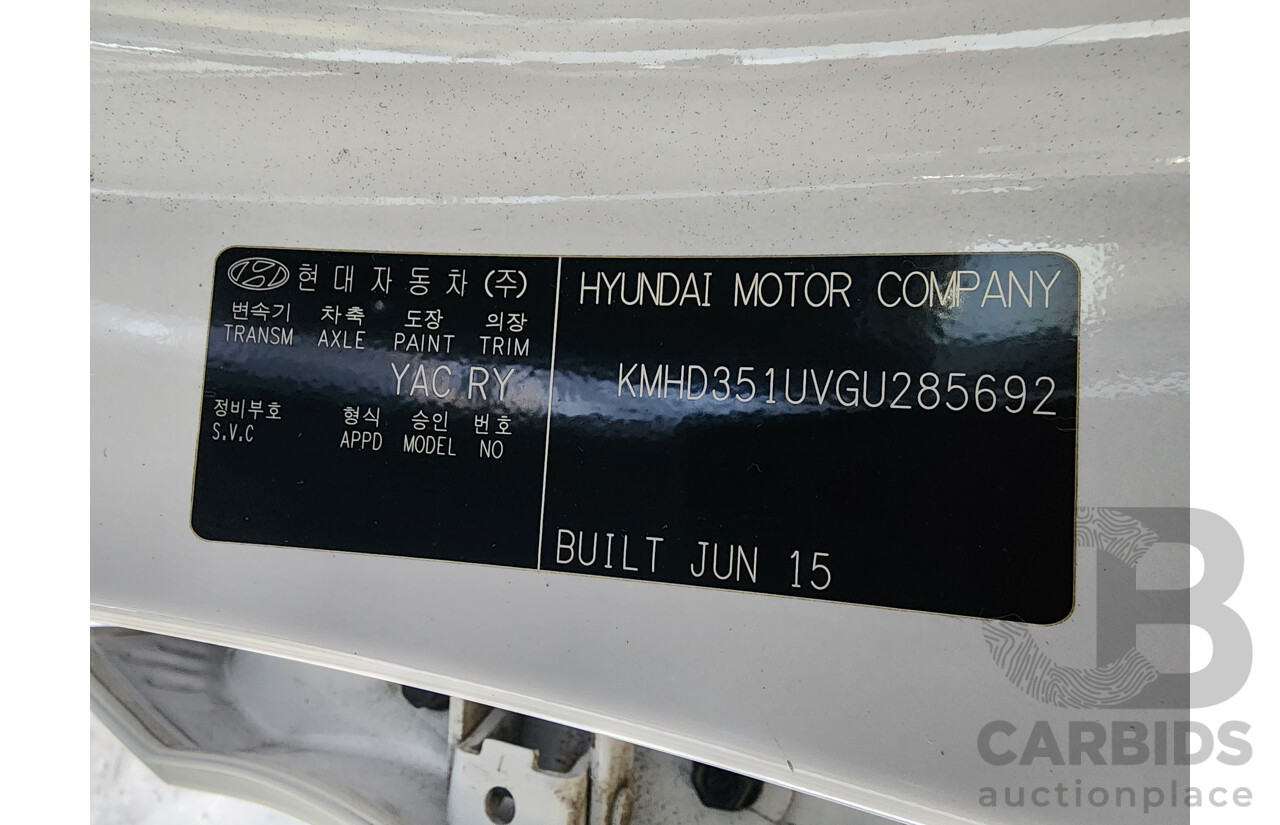 현대자동차(주)
변속기 차축 도장 의장
TRANSM AXLE PAINT TRIM
YAC RY
정비부호 형식 승인 번호
S.V.C APPD MODEL NO
HYUNDAI MOTOR COMPANY
KMHD351UVGU285692
BUILT JUN 15
CARBIDS
auctionplace